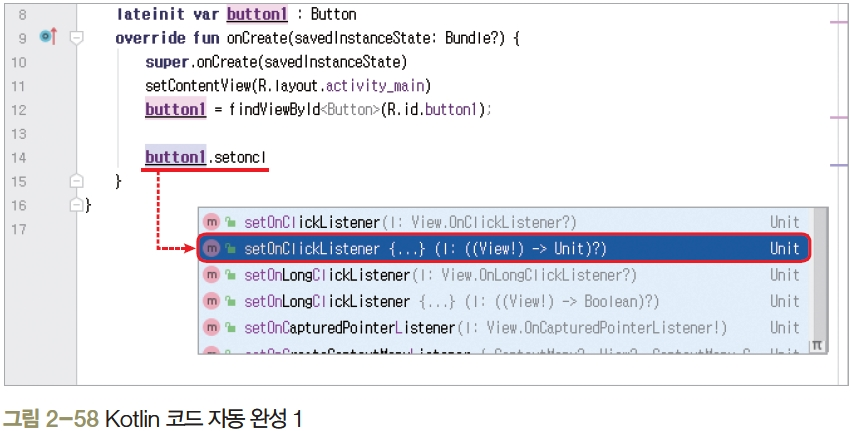 8 lateinit var button1 : Button
9 override fun onCreate(savedInstanceState: Bundle?) {
10 super.onCreate(savedInstanceState)
11 setContentView(R.layout.activity_main)
12 button1 = findViewById<Button>(R.id.button1);
13
14 button1.setoncl
15 }
16 }
17
m setOnClickListener(l: View.OnClickListener?) Unit
m setOnClickListener {...} (l: ((View!) -> Unit)?) Unit
m setOnLongClickListener(l: View.OnLongClickListener?) Unit
m setOnLongClickListener {...} (l: ((View!) -> Boolean)?) Unit
m setOnCapturedPointerListener(l: View.OnCapturedPointerListener!) Unit
π
그림 2-58 Kotlin 코드 자동 완성 1